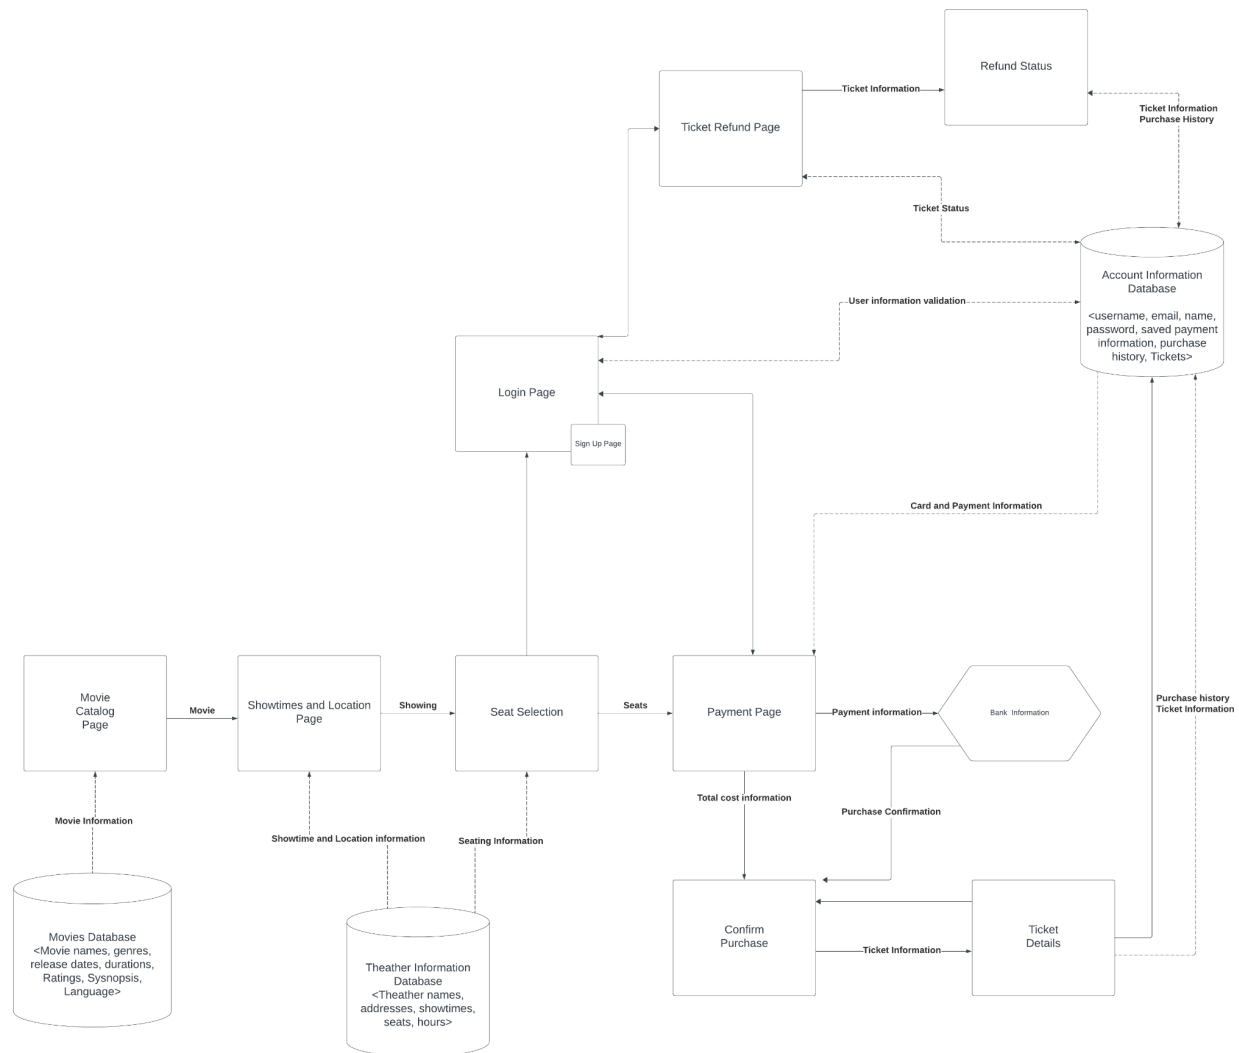 Refund Status
Ticket Information
Ticket Information
Purchase History
Ticket Refund Page
Ticket Status
Account Information
Database
<username, email, name,
password, saved payment
information, purchase
history, Tickets>
User information validation
Login Page
Sign Up Page
Card and Payment Information
Movie
Catalog
Page
Movie
Showtimes and Location
Page
Showing
Seat Selection
Seats
Payment Page
Payment information
Bank Information
Purchase history
Ticket Information
Total cost information
Purchase Confirmation
Movie Information
Showtime and Location information
Seating Information
Movies Database
<Movie names, genres,
release dates, durations,
Ratings, Sysnopsis,
Language>
Theather Information
Database
<Theather names,
addresses, showtimes,
seats, hours>
Confirm
Purchase
Ticket Information
Ticket
Details